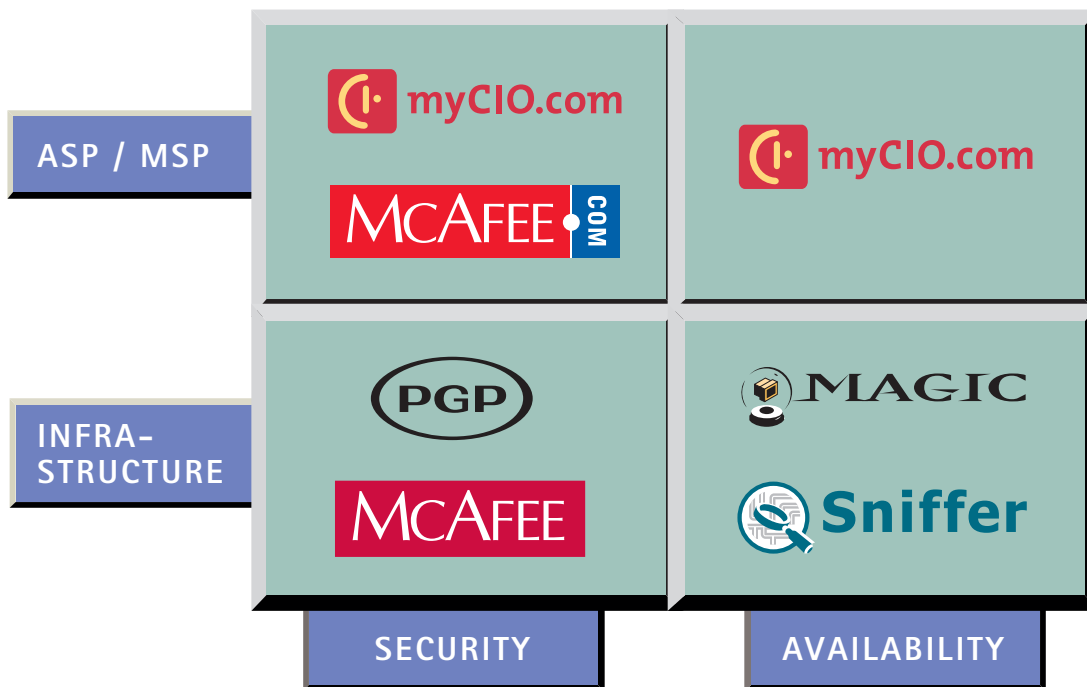 ASP / MSP
myCIO.com
McAFEE
COM
myCIO.com
INFRA–
STRUCTURE
PGP
McAFEE
MAGIC
Sniffer
SECURITY
AVAILABILITY